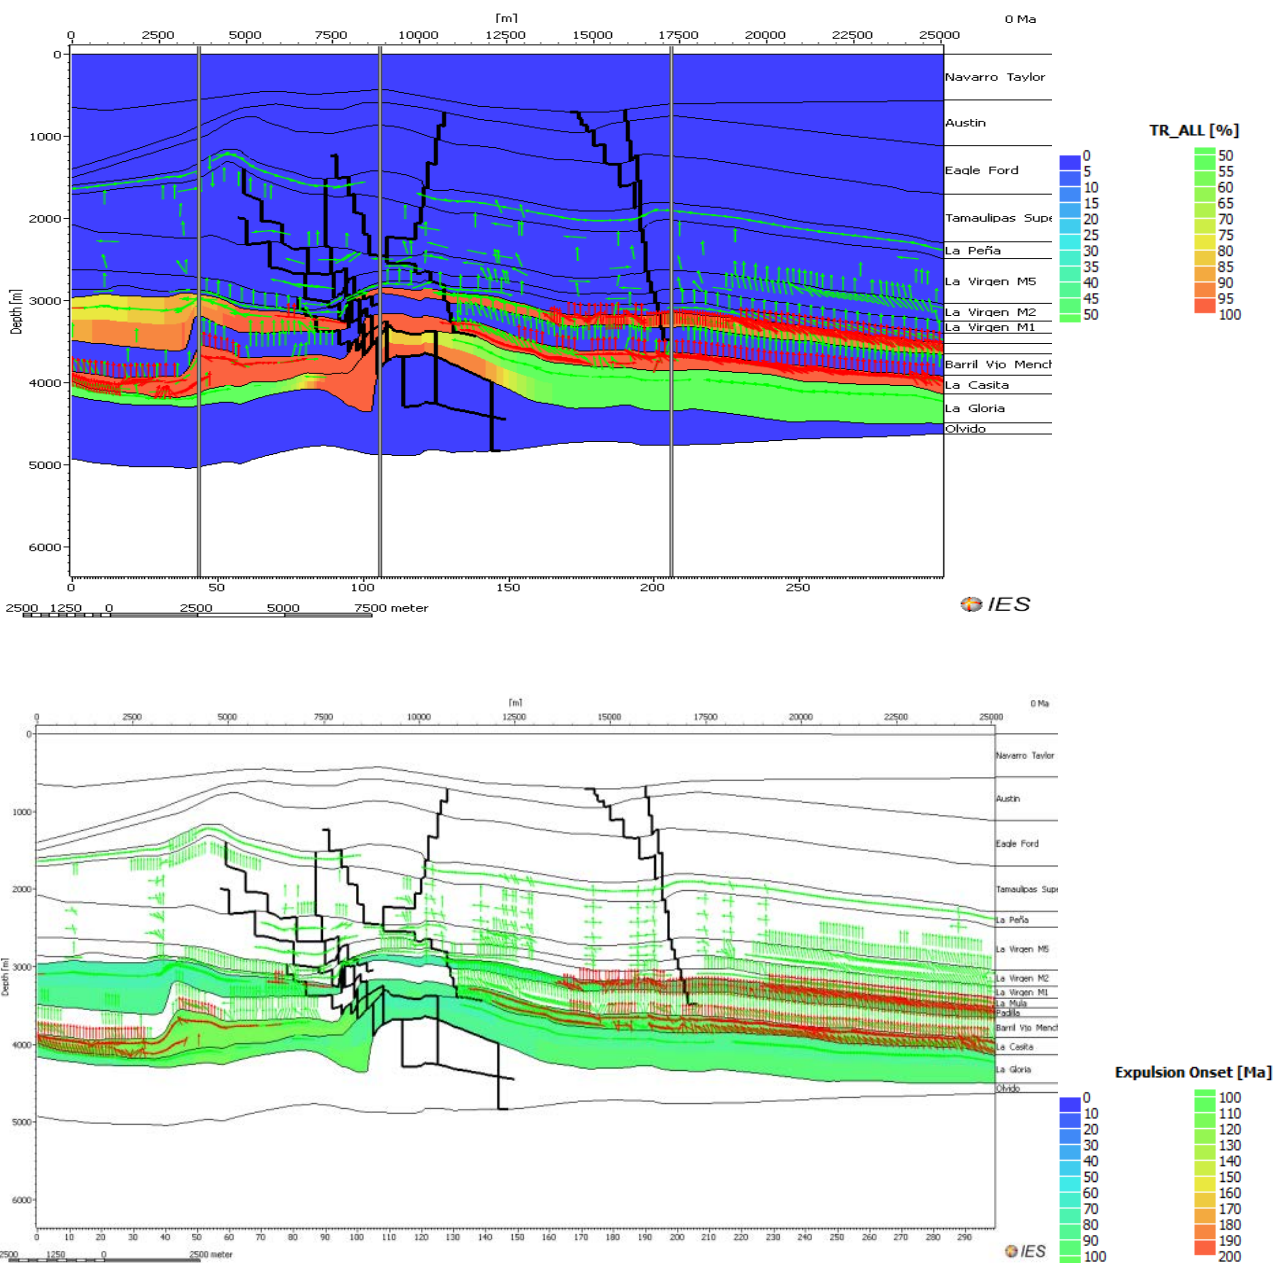 [m]
0 Ma
0 2500 5000 7500 10000 12500 15000 17500 20000 22500 25000
0
Navarro Taylor
1000
Austin
TR_ALL [%]
Eagle Ford
0 50
5 55
10 60
15 65
20 70
25 75
30 80
35 85
40 90
45 95
50 100
2000
Tamaulipas Supe
La Peña
La Virgen M5
Depth [m]
3000
La Virgen M2
La Virgen M1
Barril Vjo Mench
4000
La Casita
La Gloria
Olvido
5000
6000
0 50 100 150 200 250
2500 1250 0 2500 5000 7500 meter
IES
[m]
0 Ma
0 2500 5000 7500 10000 12500 15000 17500 20000 22500 25000
0
Navarro Taylor
1000
Austin
Eagle Ford
2000
Tamaulipas Supe
La Peña
La Virgen M5
Depth [m]
3000
La Virgen M2
La Virgen M1
La Mula
Padilla
Barril Vjo Mench
4000
La Casita
La Gloria
Olvido
5000
6000
Expulsion Onset [Ma]
0 100
10 110
20 120
30 130
40 140
50 150
60 160
70 170
80 180
90 190
100 200
0 10 20 30 40 50 60 70 80 90 100 110 120 130 140 150 160 170 180 190 200 210 220 230 240 250 260 270 280 290
2500 1250 0 2500 meter
IES